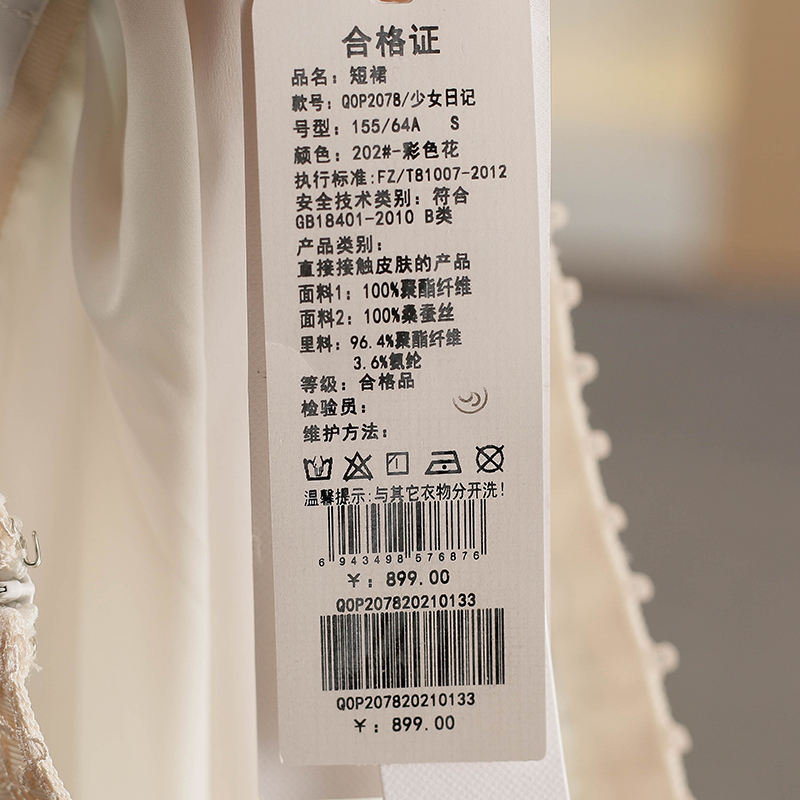 合格证
品名：短裙
款号：Q0P2078/少女日记
号型：155/64A S
颜色：202#-彩色花
执行标准:FZ/T81007-2012
安全技术类别：符合
GB18401-2010 B类
产品类别：
直接接触皮肤的产品
面料1：100%聚酯纤维
面料2：100%桑蚕丝
里料：96.4%聚酯纤维
3.6%氨纶
等级：合格品
检验员：
维护方法：
温馨提示:与其它衣物分开洗！
6 943498 576876
￥：899.00
Q0P207820210133
Q0P207820210133
￥：899.00